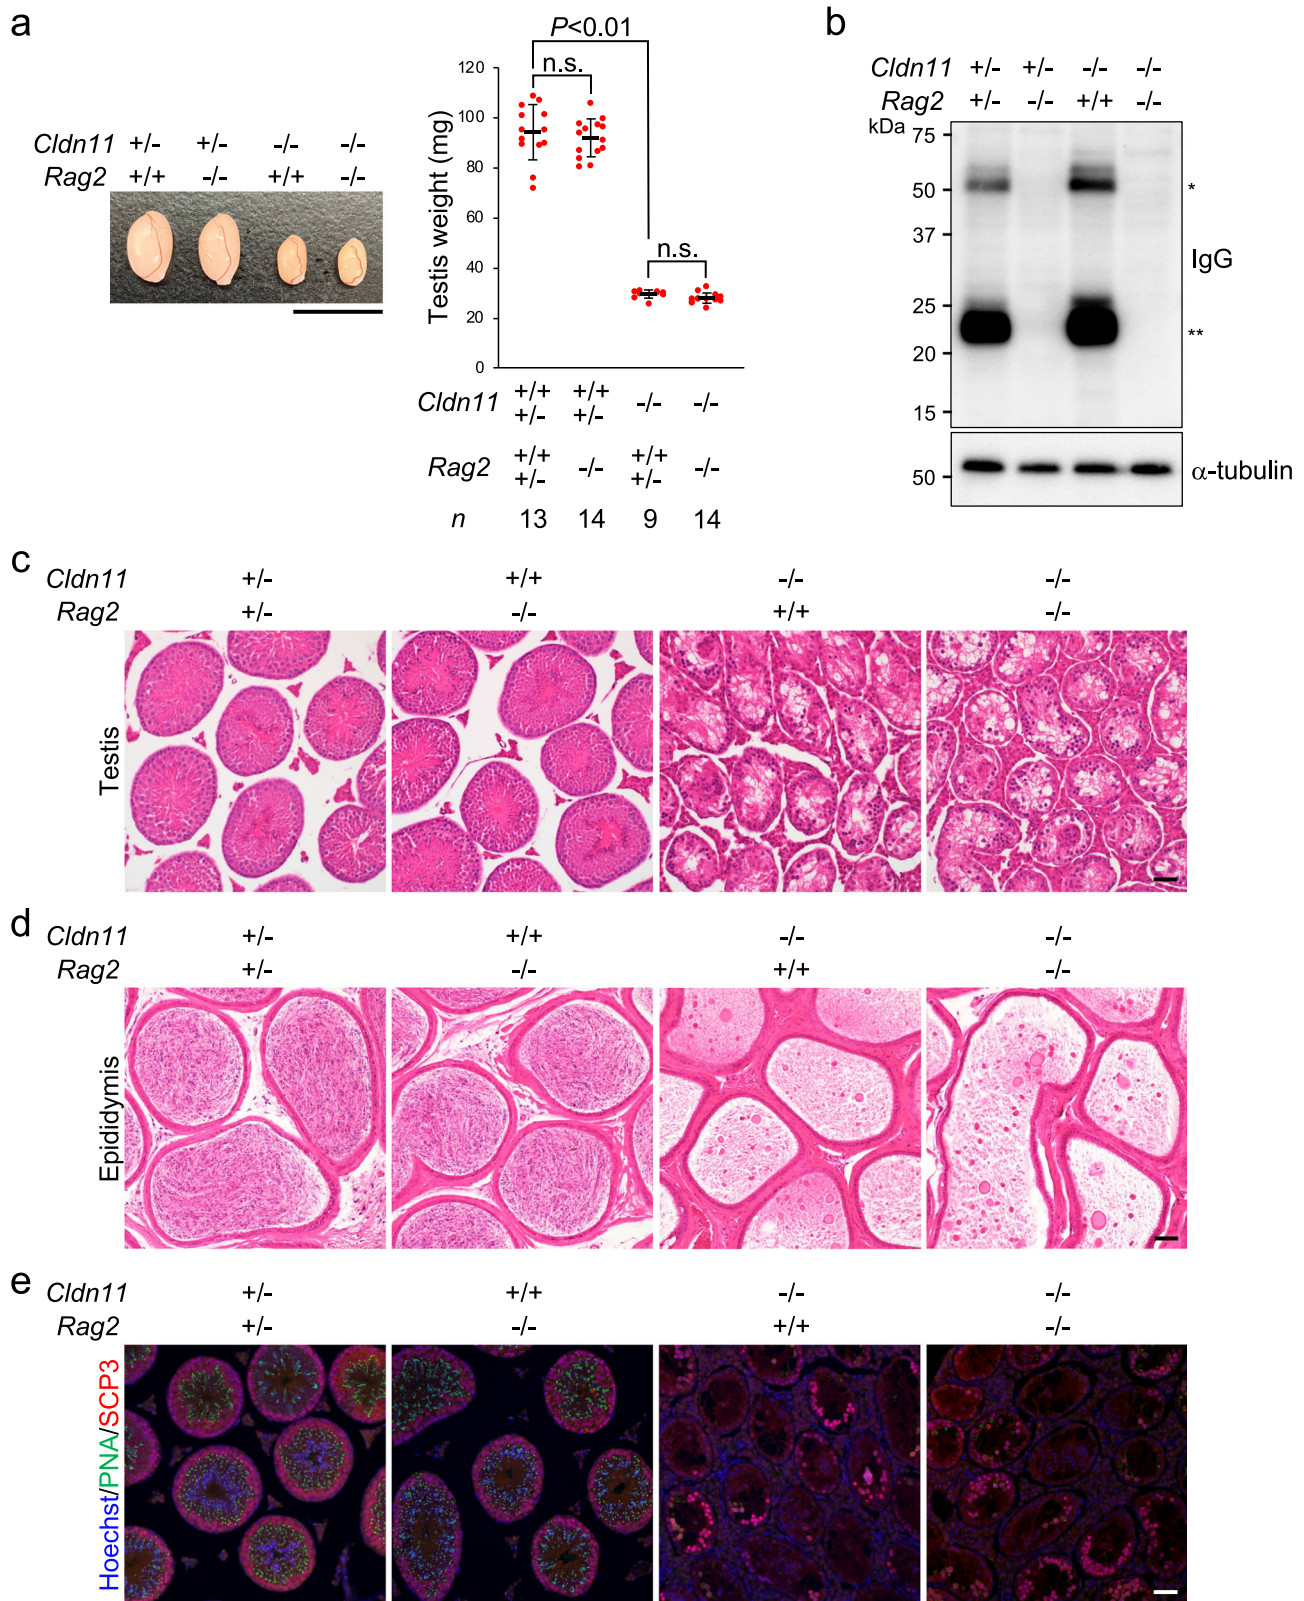 a
Cldn11 +/- +/- -/- -/-
Rag2 +/+ -/- +/+ -/-
P<0.01
n.s.
n.s.
Testis weight (mg)
120
100
80
60
40
20
0
Cldn11 +/+ +/- +/+ +/- -/- -/-
Rag2 +/+ +/- -/- +/+ +/- -/-
n 13 14 9 14
b
Cldn11 +/- +/- -/- -/-
Rag2 +/- -/- +/+ -/-
kDa
75
50 *
37
IgG
25
**
20
15
50 α-tubulin
c
Cldn11 +/- +/+ -/- -/-
Rag2 +/- -/- +/+ -/-
Testis
d
Cldn11 +/- +/+ -/- -/-
Rag2 +/- -/- +/+ -/-
Epididymis
e
Cldn11 +/- +/+ -/- -/-
Rag2 +/- -/- +/+ -/-
Hoechst/PNA/SCP3